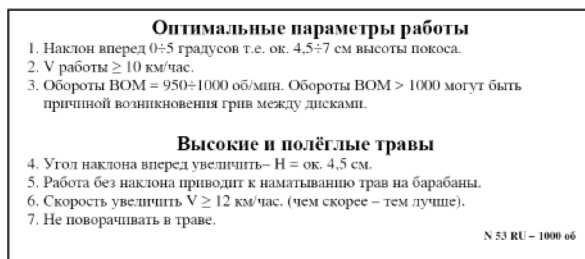 Оптимальные параметры работы
1. Наклон вперед 0÷5 градусов т.е. ок. 4,5÷7 см высоты покоса.
2. V работы ≥ 10 км/час.
3. Обороты ВОМ = 950÷1000 об/мин. Обороты ВОМ > 1000 могут быть
причиной возникновения грив между дисками.
Высокие и полёглые травы
4. Угол наклона вперед увеличить– H = ок. 4,5 см.
5. Работа без наклона приводит к наматыванию трав на барабаны.
6. Скорость увеличить V ≥ 12 км/час. (чем скорее – тем лучше).
7. Не поворачивать в траве.
N 53 RU – 1000 об